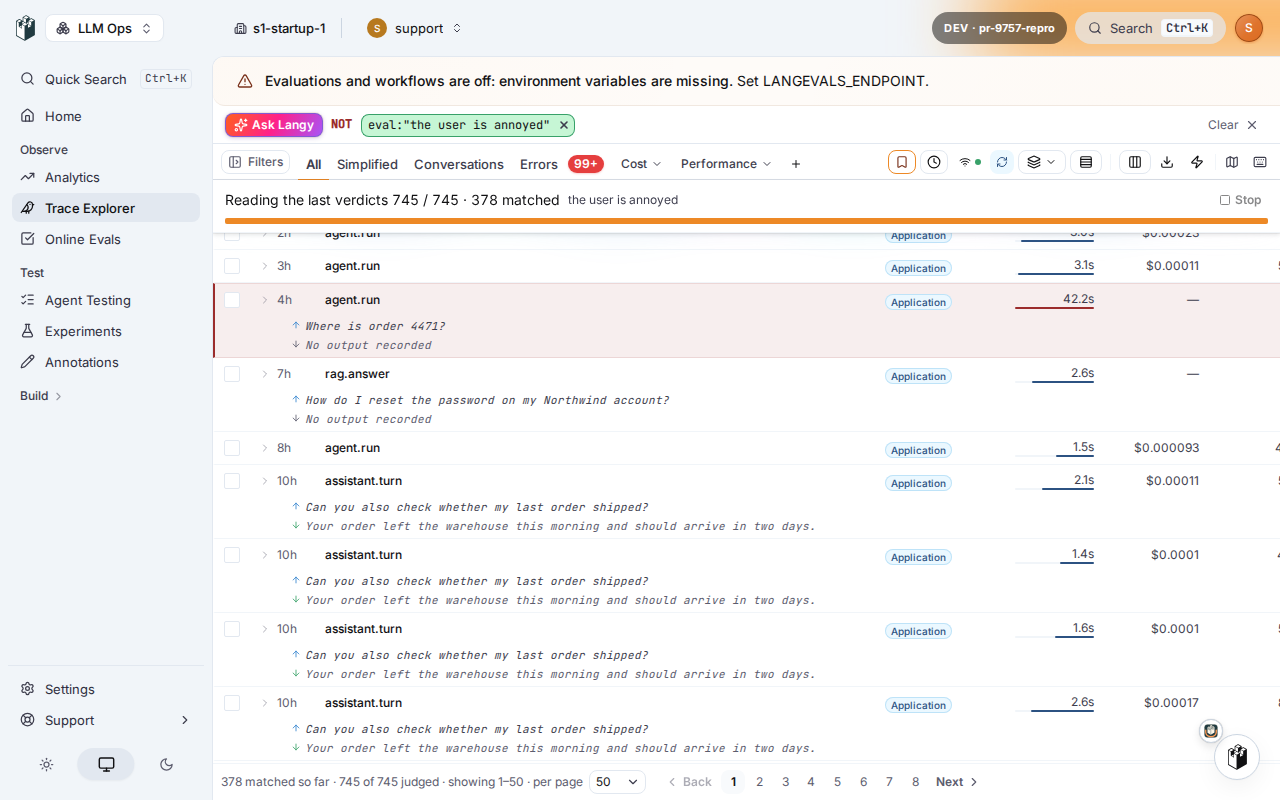 LLM Ops
s1-startup-1
S
support
DEV · pr-9757-repro
Search Ctrl+K
S
Quick Search Ctrl+K
Home
Observe
Analytics
Trace Explorer
Online Evals
Test
Agent Testing
Experiments
Annotations
Build
Settings
Support
Evaluations and workflows are off: environment variables are missing. Set LANGEVALS_ENDPOINT.
Ask Langy NOT eval:"the user is annoyed" Clear
Filters All Simplified Conversations Errors 99+ Cost Performance
Reading the last verdicts 745 / 745 · 378 matched the user is annoyed Stop
2h agent.run Application 3.0s $0.00023
3h agent.run Application 3.1s $0.00011
4h agent.run Application 42.2s —
↑ Where is order 4471?
↓ No output recorded
7h rag.answer Application 2.6s —
↑ How do I reset the password on my Northwind account?
↓ No output recorded
8h agent.run Application 1.5s $0.000093
10h assistant.turn Application 2.1s $0.00011
↑ Can you also check whether my last order shipped?
↓ Your order left the warehouse this morning and should arrive in two days.
10h assistant.turn Application 1.4s $0.0001
↑ Can you also check whether my last order shipped?
↓ Your order left the warehouse this morning and should arrive in two days.
10h assistant.turn Application 1.6s $0.0001
↑ Can you also check whether my last order shipped?
↓ Your order left the warehouse this morning and should arrive in two days.
10h assistant.turn Application 2.6s $0.00017
↑ Can you also check whether my last order shipped?
↓ Your order left the warehouse this morning and should arrive in two days.
378 matched so far · 745 of 745 judged · showing 1–50 · per page 50 Back 1 2 3 4 5 6 7 8 Next